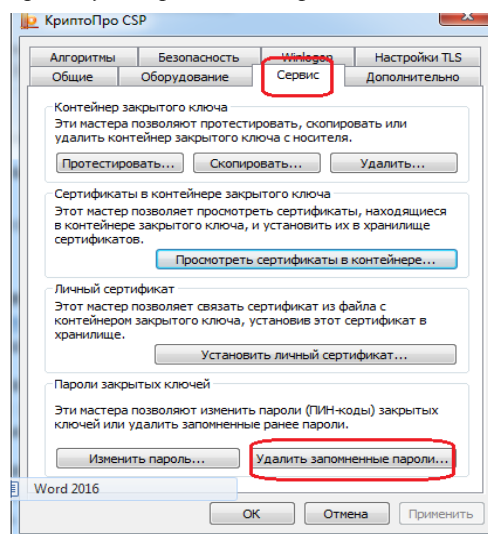 КриптоПро CSP
Алгоритмы Безопасность Winlogon Настройки TLS
Общие Оборудование Сервис Дополнительно
Контейнер закрытого ключа
Эти мастера позволяют протестировать, скопировать или
удалить контейнер закрытого ключа с носителя.
Протестировать... Скопировать... Удалить...
Сертификаты в контейнере закрытого ключа
Этот мастер позволяет просмотреть сертификаты, находящиеся
в контейнере закрытого ключа, и установить их в хранилище
сертификатов.
Просмотреть сертификаты в контейнере...
Личный сертификат
Этот мастер позволяет связать сертификат из файла с
контейнером закрытого ключа, установив этот сертификат в
хранилище.
Установить личный сертификат...
Пароли закрытых ключей
Эти мастера позволяют изменить пароли (ПИН-коды) закрытых
ключей или удалить запомненные ранее пароли.
Изменить пароль... Удалить запомненные пароли...
Word 2016
ОК Отмена Применить